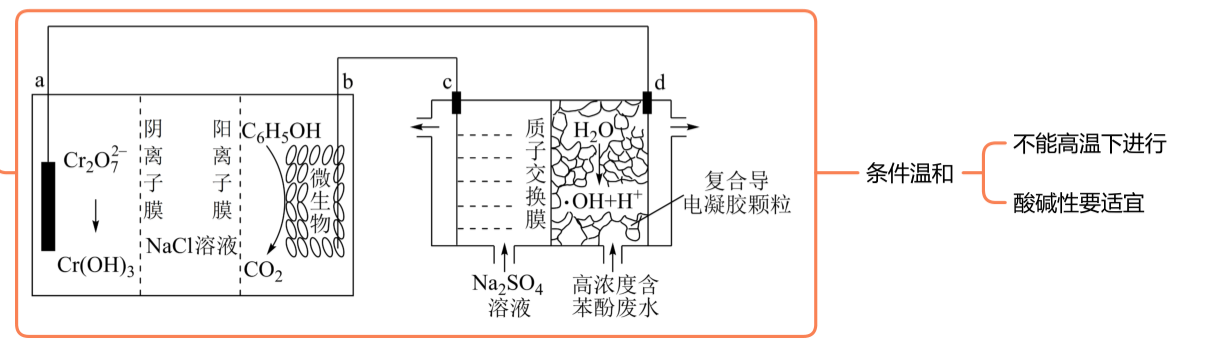 a
b
c
d
Cr₂O₇²⁻
Cr(OH)₃
阴离子膜
阳离子膜
NaCl溶液
C₆H₅OH
微生物
CO₂
质子交换膜
H₂O
·OH+H⁺
复合导
电凝胶颗粒
Na₂SO₄
溶液
高浓度含
苯酚废水
条件温和
不能高温下进行
酸碱性要适宜